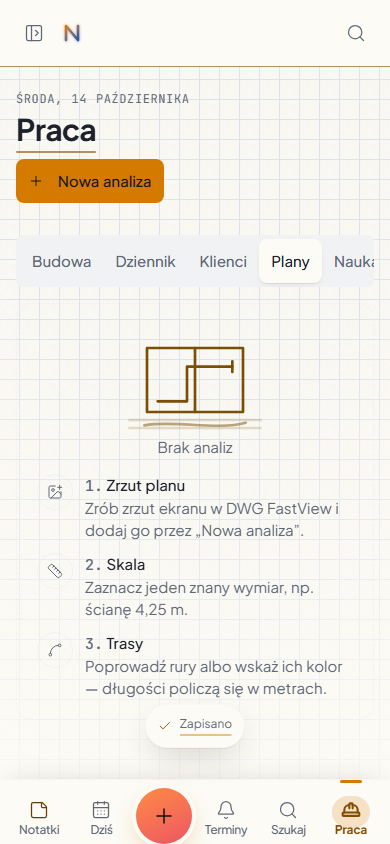 N
ŚRODA, 14 PAŹDZIERNIKA
Praca
+ Nowa analiza
Budowa Dziennik Klienci Plany Nauka
Brak analiz
1. Zrzut planu
Zrób zrzut ekranu w DWG FastView i
dodaj go przez „Nowa analiza”.
2. Skala
Zaznacz jeden znany wymiar, np.
ścianę 4,25 m.
3. Trasy
Poprowadź rury albo wskaż ich kolor
— długości policzą się w metrach.
Zapisano
Notatki Dziś + Terminy Szukaj Praca